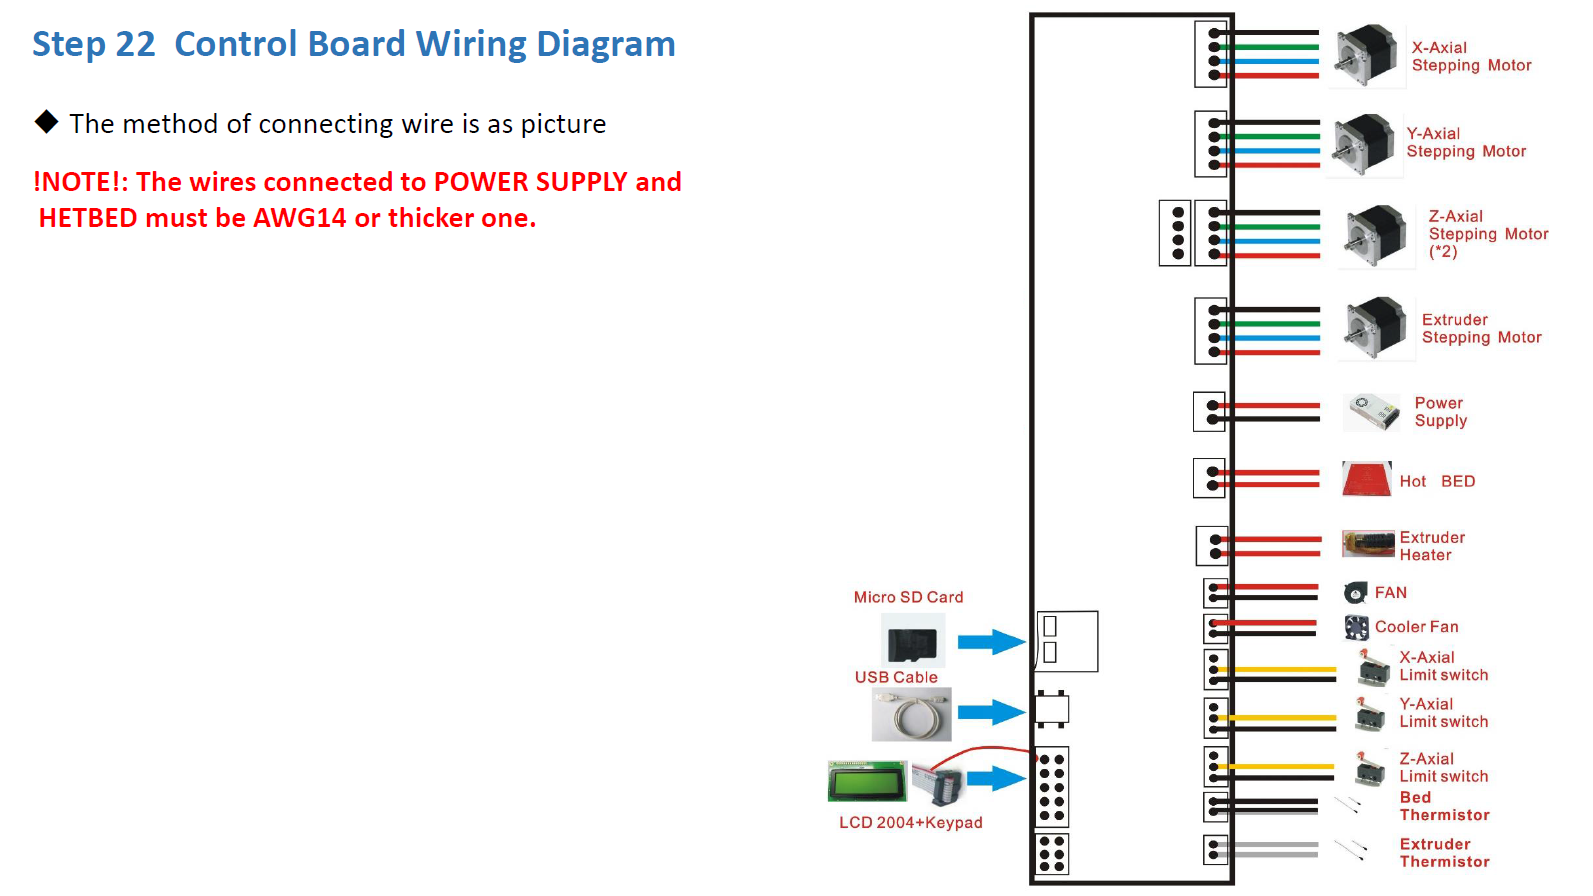 Step 22  Control Board Wiring Diagram
The method of connecting wire is as picture
!NOTE!: The wires connected to POWER SUPPLY and
HETBED must be AWG14 or thicker one.
X-Axial
Stepping Motor
Y-Axial
Stepping Motor
Z-Axial
Stepping Motor
(*2)
Extruder
Stepping Motor
Power
Supply
Hot BED
Extruder
Heater
FAN
Cooler Fan
X-Axial
Limit switch
Y-Axial
Limit switch
Z-Axial
Limit switch
Bed
Thermistor
Extruder
Thermistor
Micro SD Card
USB Cable
LCD 2004+Keypad